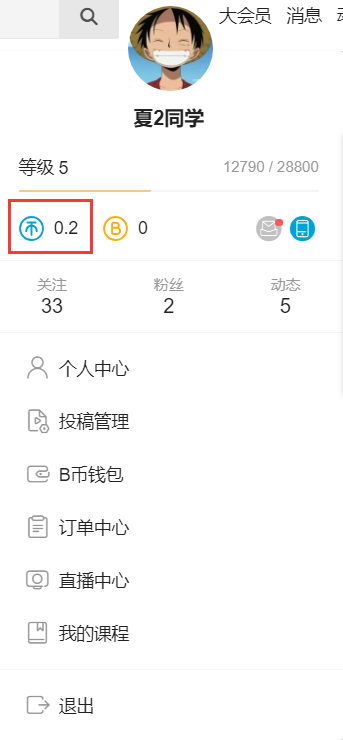 大会员 消息
夏2同学
等级 5 12790 / 28800
币 0.2 B 0
关注 粉丝 动态
33 2 5
个人中心
投稿管理
B币钱包
订单中心
直播中心
我的课程
退出